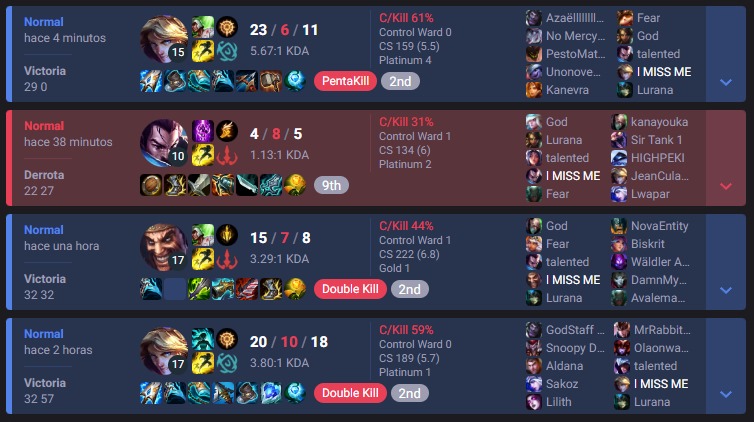 Normal
hace 4 minutos
Victoria
29 0
15
23 / 6 / 11
5.67:1 KDA
PentaKill
2nd
C/Kill 61%
Control Ward 0
CS 159 (5.5)
Platinum 4
No Mercy...
PestoMat...
Unonove...
Kanevra
Fear
God
talented
I MISS ME
Lurana
Normal
hace 38 minutos
Derrota
22 27
10
4 / 8 / 5
1.13:1 KDA
9th
C/Kill 31%
Control Ward 1
CS 134 (6)
Platinum 2
God
Lurana
talented
I MISS ME
Fear
kanayouka
Sir Tank 1
HIGHPEKI
JeanCula...
Lwapar
Normal
hace una hora
Victoria
32 32
17
15 / 7 / 8
3.29:1 KDA
Double Kill
2nd
C/Kill 44%
Control Ward 1
CS 222 (6.8)
Gold 1
God
Fear
talented
I MISS ME
Lurana
NovaEntity
Biskrit
Wäldler A...
DamnMy...
Avalema...
Normal
hace 2 horas
Victoria
32 57
17
20 / 10 / 18
3.80:1 KDA
Double Kill
2nd
C/Kill 59%
Control Ward 0
CS 189 (5.7)
Platinum 1
GodStaff ...
Snoopy D...
Aldana
Sakoz
Lilith
MrRabbit...
Olaonwa...
talented
I MISS ME
Lurana